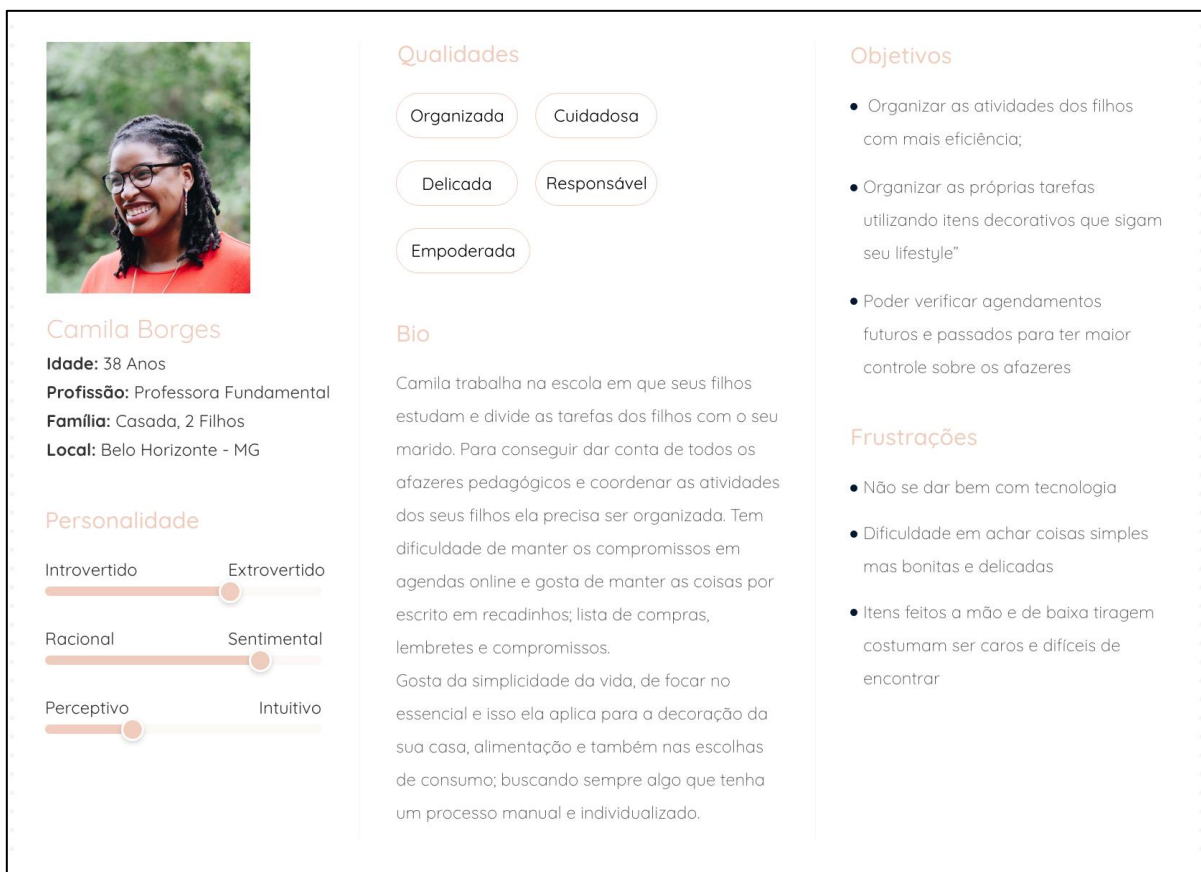 Camila Borges
Idade: 38 Anos
Profissão: Professora Fundamental
Família: Casada, 2 Filhos
Local: Belo Horizonte - MG
Personalidade
Introvertido Extrovertido
Racional Sentimental
Perceptivo Intuitivo
Qualidades
Organizada Cuidadosa
Delicada Responsável
Empoderada
Bio
Camila trabalha na escola em que seus filhos
estudam e divide as tarefas dos filhos com o seu
marido. Para conseguir dar conta de todos os
afazeres pedagógicos e coordenar as atividades
dos seus filhos ela precisa ser organizada. Tem
dificuldade de manter os compromissos em
agendas online e gosta de manter as coisas por
escrito em recadinhos; lista de compras,
lembretes e compromissos.
Gosta da simplicidade da vida, de focar no
essencial e isso ela aplica para a decoração da
sua casa, alimentação e também nas escolhas
de consumo; buscando sempre algo que tenha
um processo manual e individualizado.
Objetivos
• Organizar as atividades dos filhos
com mais eficiência;
• Organizar as próprias tarefas
utilizando itens decorativos que sigam
seu lifestyle”
• Poder verificar agendamentos
futuros e passados para ter maior
controle sobre os afazeres
Frustrações
• Não se dar bem com tecnologia
• Dificuldade em achar coisas simples
mas bonitas e delicadas
• Itens feitos a mão e de baixa tiragem
costumam ser caros e difíceis de
encontrar